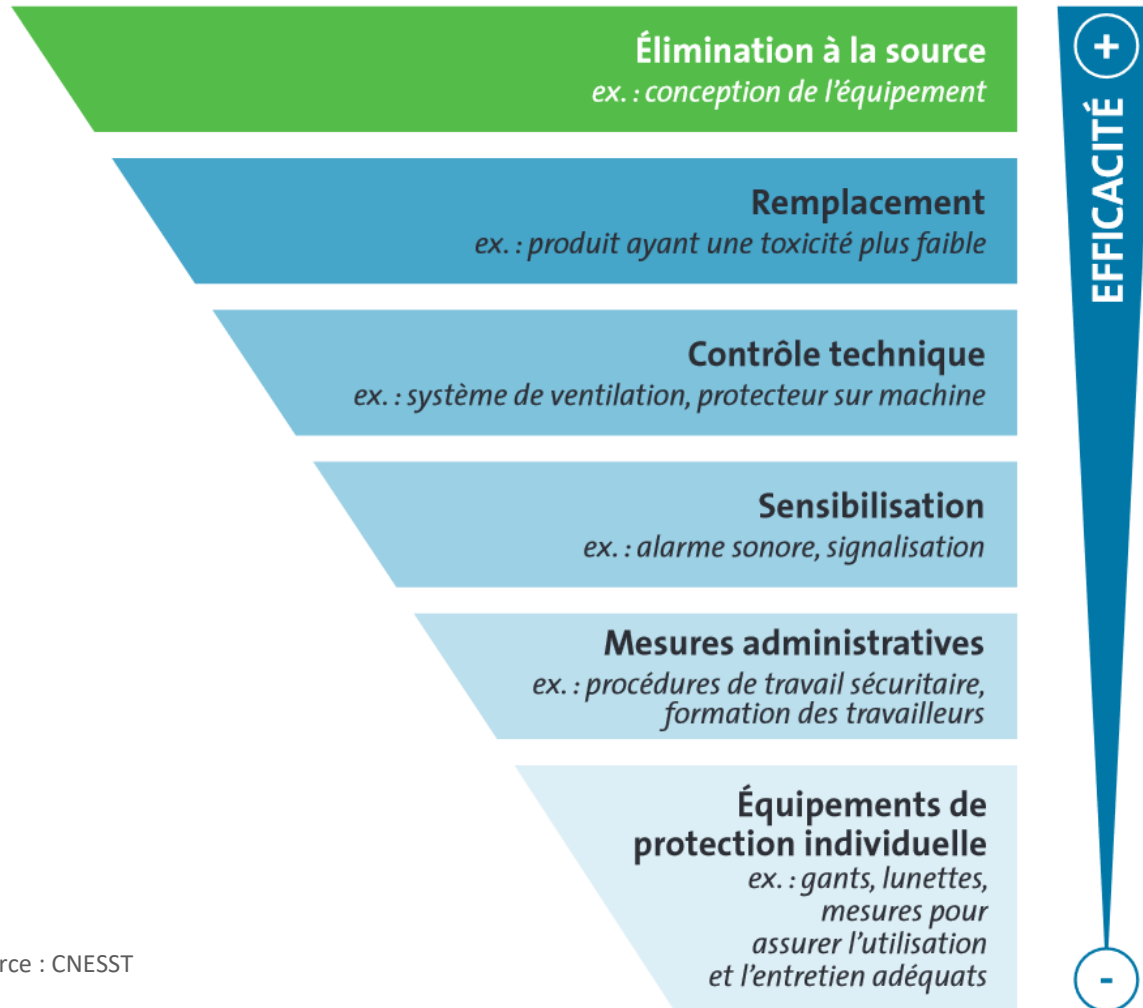 Élimination à la source
ex. : conception de l'équipement
+
EFFICACITÉ
Remplacement
ex. : produit ayant une toxicité plus faible
Contrôle technique
ex. : système de ventilation, protecteur sur machine
Sensibilisation
ex. : alarme sonore, signalisation
Mesures administratives
ex. : procédures de travail sécuritaire,
formation des travailleurs
Équipements de
protection individuelle
ex. : gants, lunettes,
mesures pour
assurer l'utilisation
et l'entretien adéquats
-
rce : CNESST